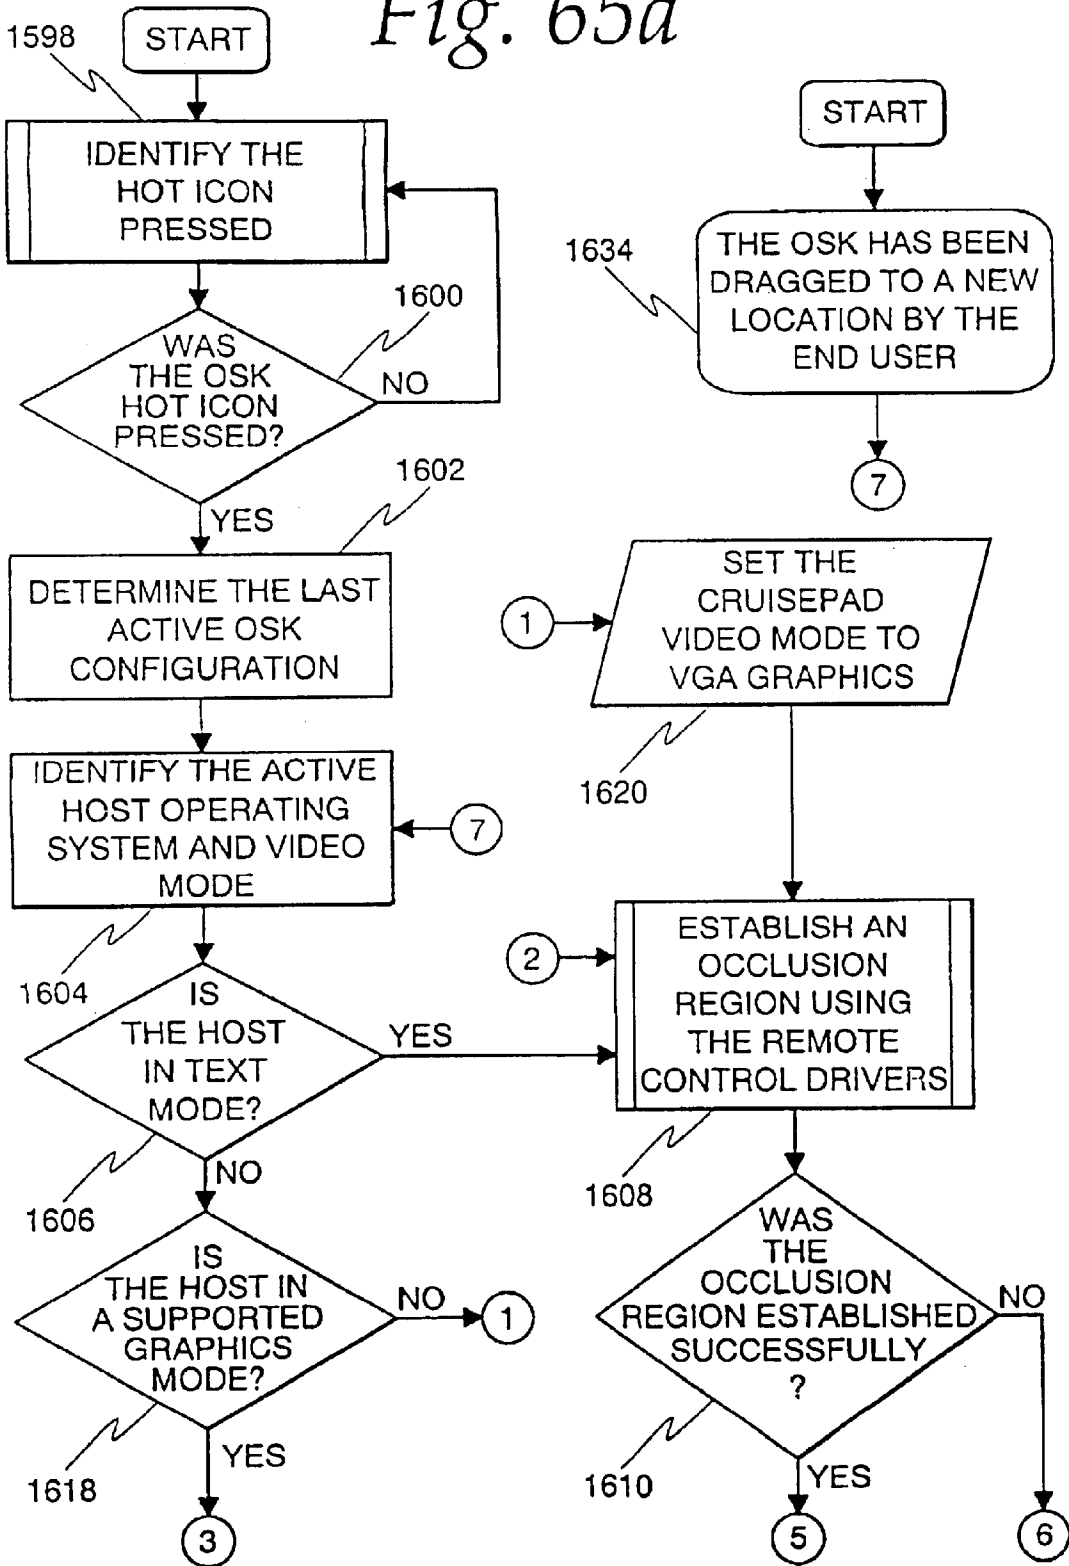 Fig. 65a
1598
START
IDENTIFY THE
HOT ICON
PRESSED
1600
WAS
THE OSK
HOT ICON
PRESSED?
NO
YES
1602
DETERMINE THE LAST
ACTIVE OSK
CONFIGURATION
IDENTIFY THE ACTIVE
HOST OPERATING
SYSTEM AND VIDEO
MODE
7
1604
IS
THE HOST
IN TEXT
MODE?
YES
NO
1606
IS
THE HOST IN
A SUPPORTED
GRAPHICS
MODE?
NO
1
YES
1618
3
START
1634
THE OSK HAS BEEN
DRAGGED TO A NEW
LOCATION BY THE
END USER
7
1
SET THE
CRUISEPAD
VIDEO MODE TO
VGA GRAPHICS
1620
2
ESTABLISH AN
OCCLUSION
REGION USING
THE REMOTE
CONTROL DRIVERS
1608
WAS
THE
OCCLUSION
REGION ESTABLISHED
SUCCESSFULLY
?
NO
1610
YES
5
6